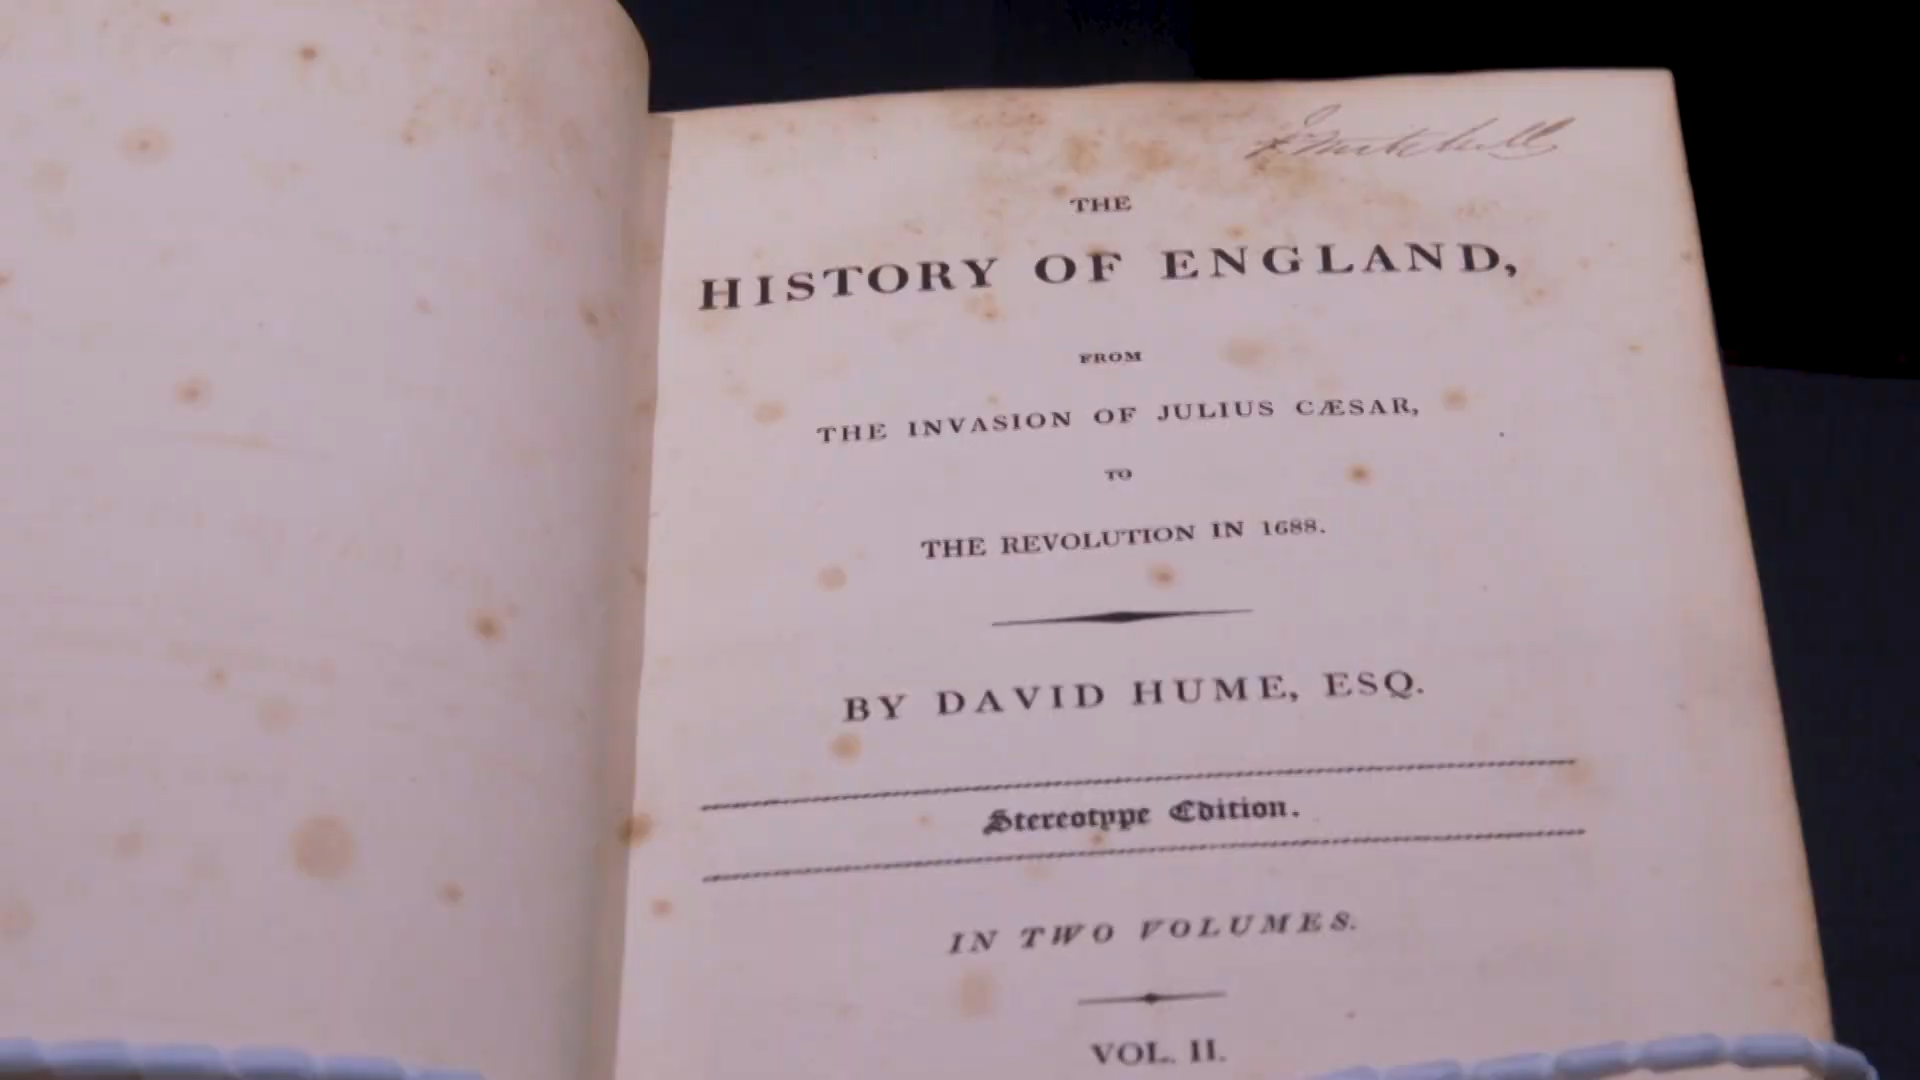 J. Mitchell
THE
HISTORY OF ENGLAND,
FROM
THE INVASION OF JULIUS CÆSAR,
TO
THE REVOLUTION IN 1688.
BY DAVID HUME, ESQ.
Stereotype Edition.
IN TWO VOLUMES.
VOL. II.